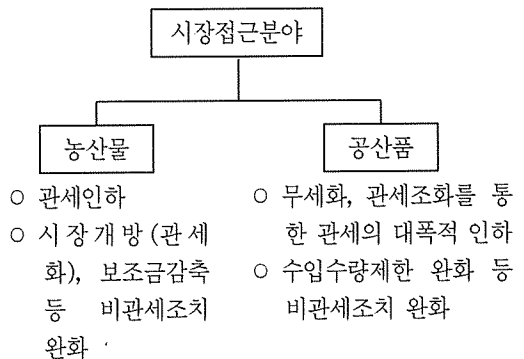 시장접근분야
농산물
공산품
○ 관세인하
○ 시장개방(관세
화), 보조금감축
등 비관세조치
완화
○ 무세화, 관세조화를 통
한 관세의 대폭적 인하
○ 수입수량제한 완화 등
비관세조치 완화